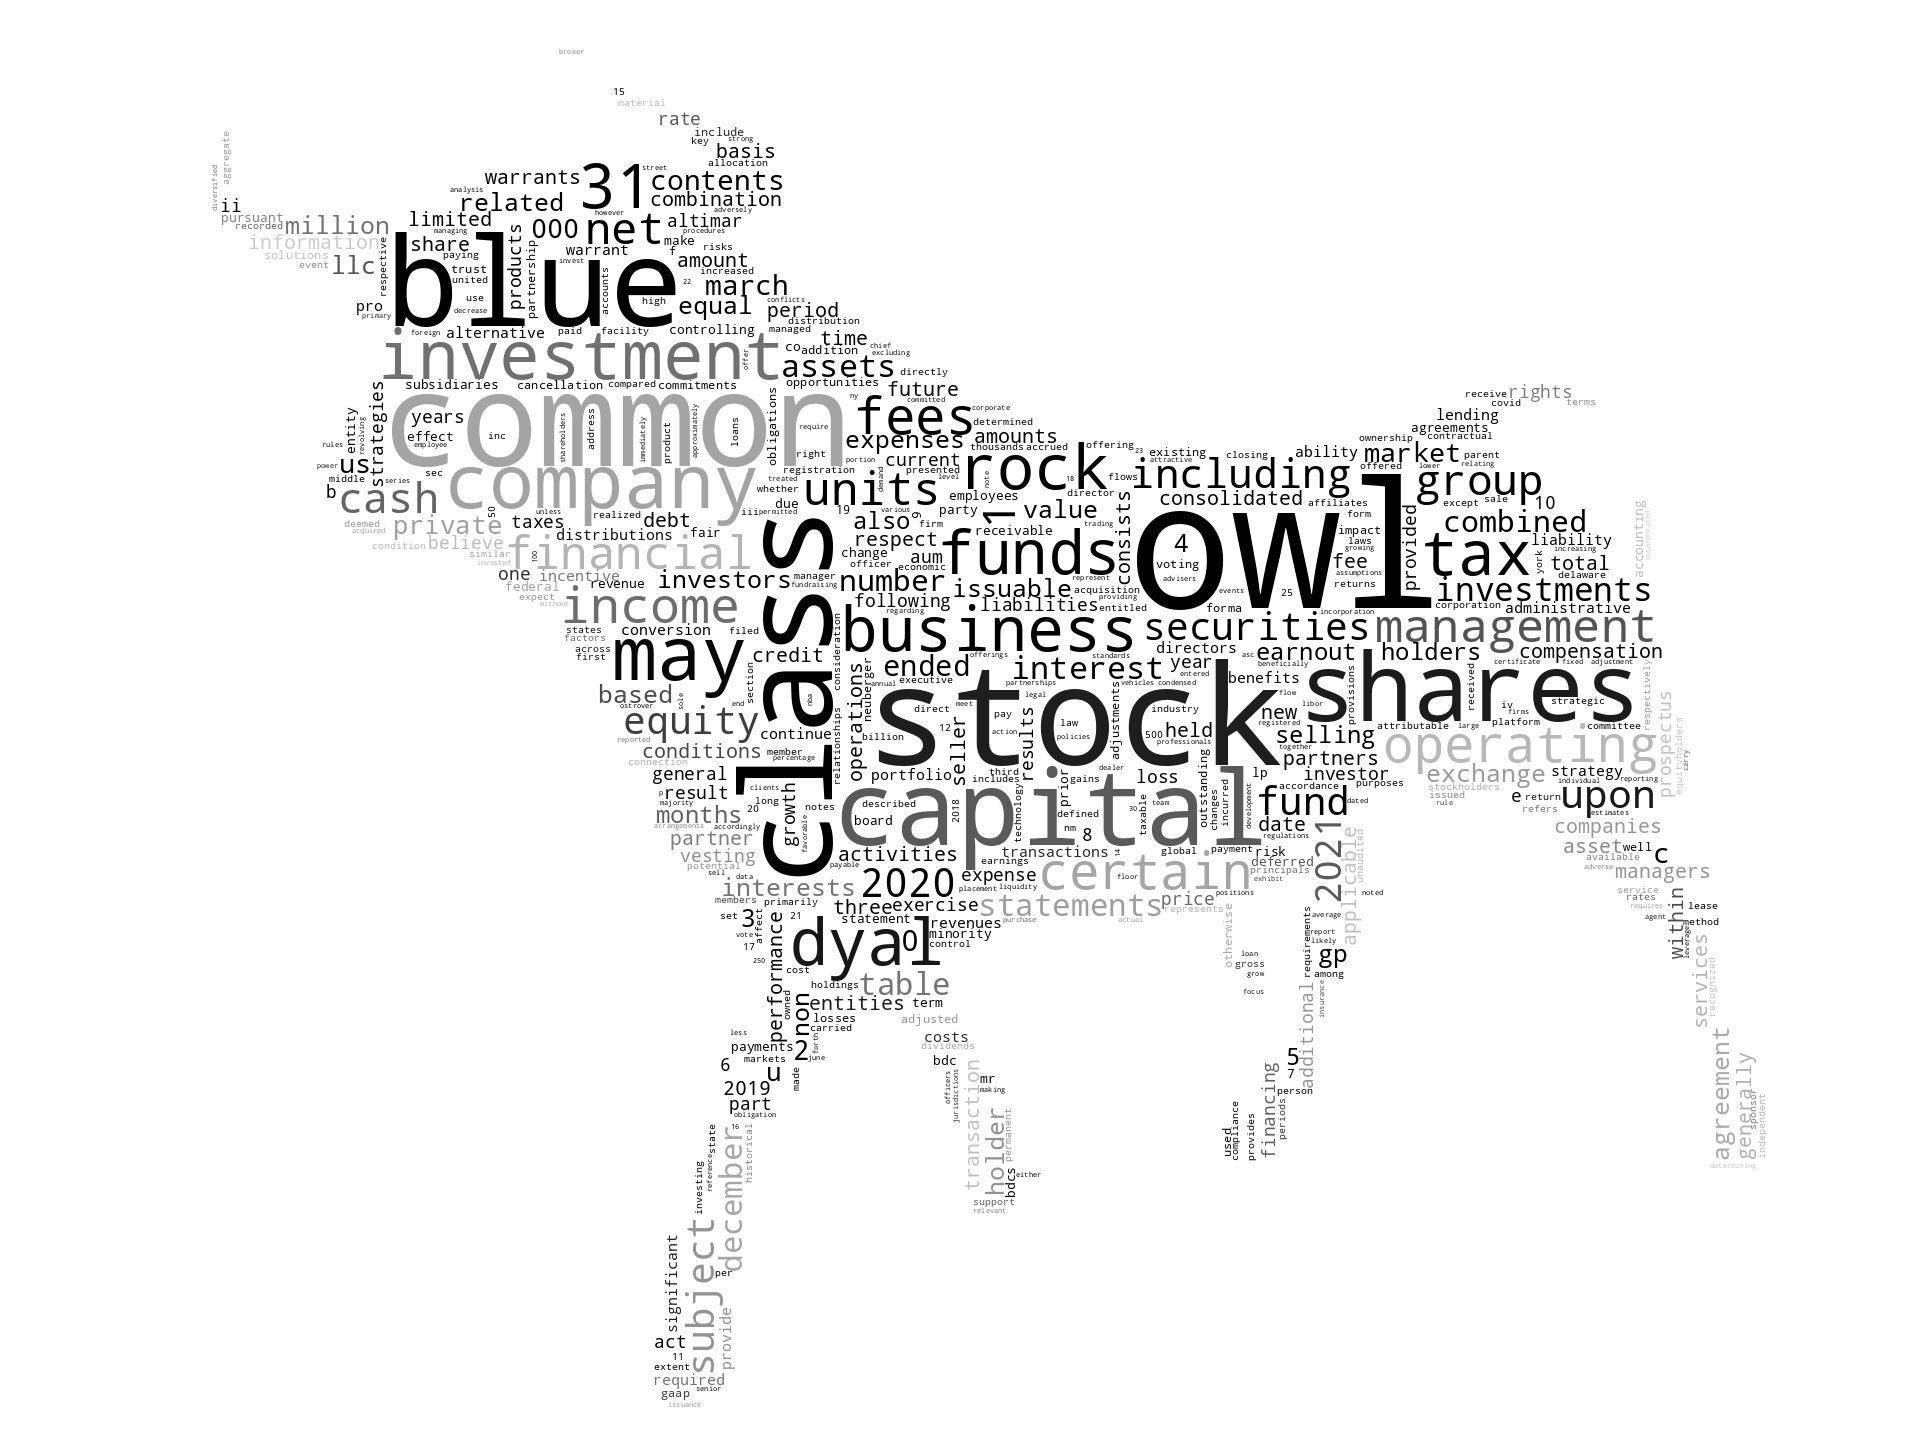 broker
15
material
rate
include
key strong
basis
aggregate
diversified
allocation
street
warrants 31 contents
analysis
related combination
ii
pursuant
recorded million
limited
managing
however
adversely
000 net altimar
procedures
information
share
products
partnership
warrant
make
f risks
solutions
event llc
respective
paying
trust
united
invest
accounts
amount
increased
blue
use
decrease
high
22
march
pro
primary
equal
conflicts
period
distribution
foreign
alternative paid facility controlling managed
time
chief
excluding
investment
offer
co addition
assets
directly
subsidiaries cancellation compared commitments
opportunities
future
committed
receive rights
covid terms
strategies
common
years
effect
employee
inc
shareholders
address
immediately
product
approximately
loans
obligations
ny
require
fees
corporate
determined
lending
agreements
entity
revolving
rules
middle
power us
series
sec
right
portion
expenses amounts
thousands accrued offering
23 existing
attractive
closing
ability
ownership contractual
market parent
offered lower relating
company
registration
treated
whether
current
presented
level
demand
note
rock
18
flows
including
group
b cash
50
unless
realized
units
employees
director
consolidated affiliates
except sale 10
deemed
acquired
private
taxes
debt
due
iii permitted
19
various
9
party
1
value
trading
consists
owl
4
voting
advisers
form
impact
laws
growing
provided
combined
condition believe
distributions fair
also firm
receivable
liability
increasing
accounting
incorporated
similar
invested
100
financial
class
respect
change
officer
aum
economic
funds
fee
assumptions
returns
tax
york
total
delaware
one incentive
federal
revenue
investors
manager
fundraising
number
issuable
represent
acquisition
providing
events
25
investments
expect
without
income
following
regarding
liabilities entitled
forma
incorporation
corporation administrative
states
factors
across
first
conversion filed
business securities management
may
credit
consideration
ended
offerings
interest
standards
directors
year
entered
asc
earnout
beneficially
holders compensation
certificate fixed adjustment
based
ostrover
sole
section
end
nba
operations
neuberger
annual
executive
partnerships
legal
vehicles condensed
benefits
flow
libor
provisions
received
shares
iv
firms
strategic
respectively
prospectus
equity
continue
relationships
stock
direct
12
meet
pay
action
law
policies
adjustments
industry
500 held
professionals
new
registered
attributable large platform committee
reported
conditions
connection
member
percentage
billion
seller
results
selling
together
partners
operating
equityholders
carry
general
p result
majority
clients
long
20
growth
notes
portfolio
third
includes
dealer
prior gains
loss
lp investor
accordance purposes
exchange
stockholders
strategy
individual
reporting
months
arrangements accordingly
favorable
described
board
2018
technology
capital
defined
nm 8
30
taxable
team
outstanding
changes
incurred
development
fund
dated
issued
rule
e return
refers
upon
estimates
partner
vesting
potential
sell data
payable
activities
earnings
transactions 14
global payment
date
regulations
risk
2021
applicable
unaudited
companies
asset well c
available
adverse managers
interests
2020
placement liquidity
expense
floor
certain
deferred
principals
exhibit
members primarily
three exercise
statements
purchase
actual
price
represents
positions
noted
service
rates
requires
agent
lease
method
set 3
vote
17
250
affect
21
performance
statement
dyal
0
revenues
minority
control
otherwise
loan
gross
grow
focus
average
report
likely
requirements
gp
among
insurance
within
leverage
services
recognized
cost
holdings
table
owned
non
entities term
losses
carried
forth
adjusted
costs
dividends
bdc
additional
less
payments
markets 2
june
6 u
made
2019
part
obligation
officers
jurisdictions
transaction
mr
making
holder
permanent
bdcs
either
support
relevant
5
7
person
financing
periods
used
compliance
provides
agreement
generally
sponsor
independent
determining
16
state
reference
investing
december
historical
subject
significant
per
provide
act
11
extent
required
gaap senior
issuance